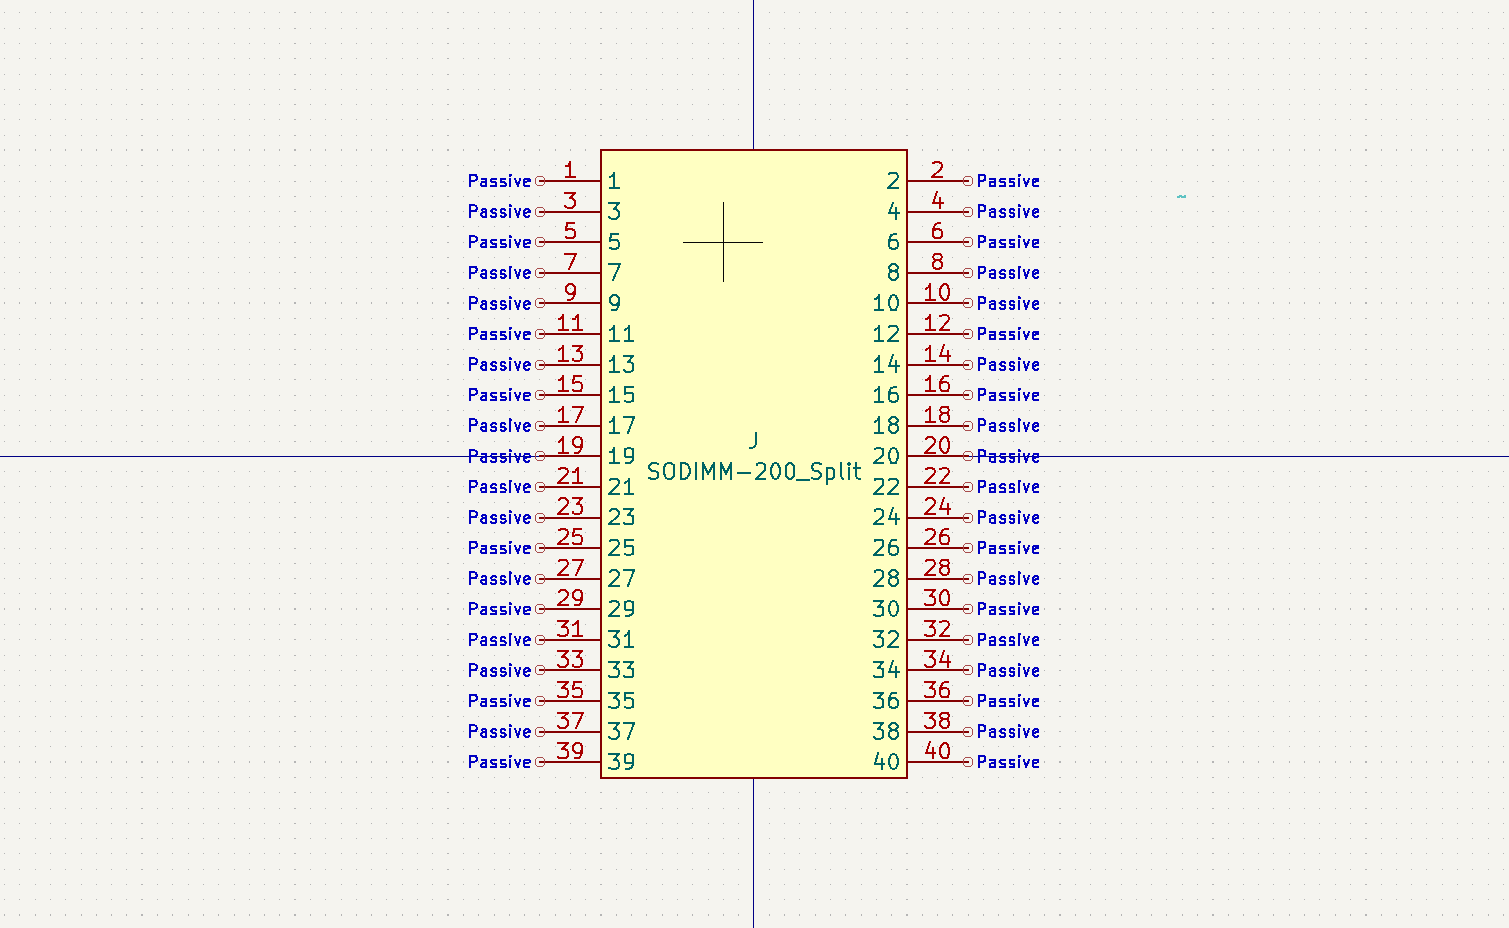 Passive 1 1 2 2 Passive
Passive 3 3 4 4 Passive
Passive 5 5 6 6 Passive
Passive 7 7 8 8 Passive
Passive 9 9 10 10 Passive
Passive 11 11 12 12 Passive
Passive 13 13 14 14 Passive
Passive 15 15 16 16 Passive
Passive 17 17 18 18 Passive
J
Passive 19 19 20 20 Passive
SODIMM-200_Split
Passive 21 21 22 22 Passive
Passive 23 23 24 24 Passive
Passive 25 25 26 26 Passive
Passive 27 27 28 28 Passive
Passive 29 29 30 30 Passive
Passive 31 31 32 32 Passive
Passive 33 33 34 34 Passive
Passive 35 35 36 36 Passive
Passive 37 37 38 38 Passive
Passive 39 39 40 40 Passive